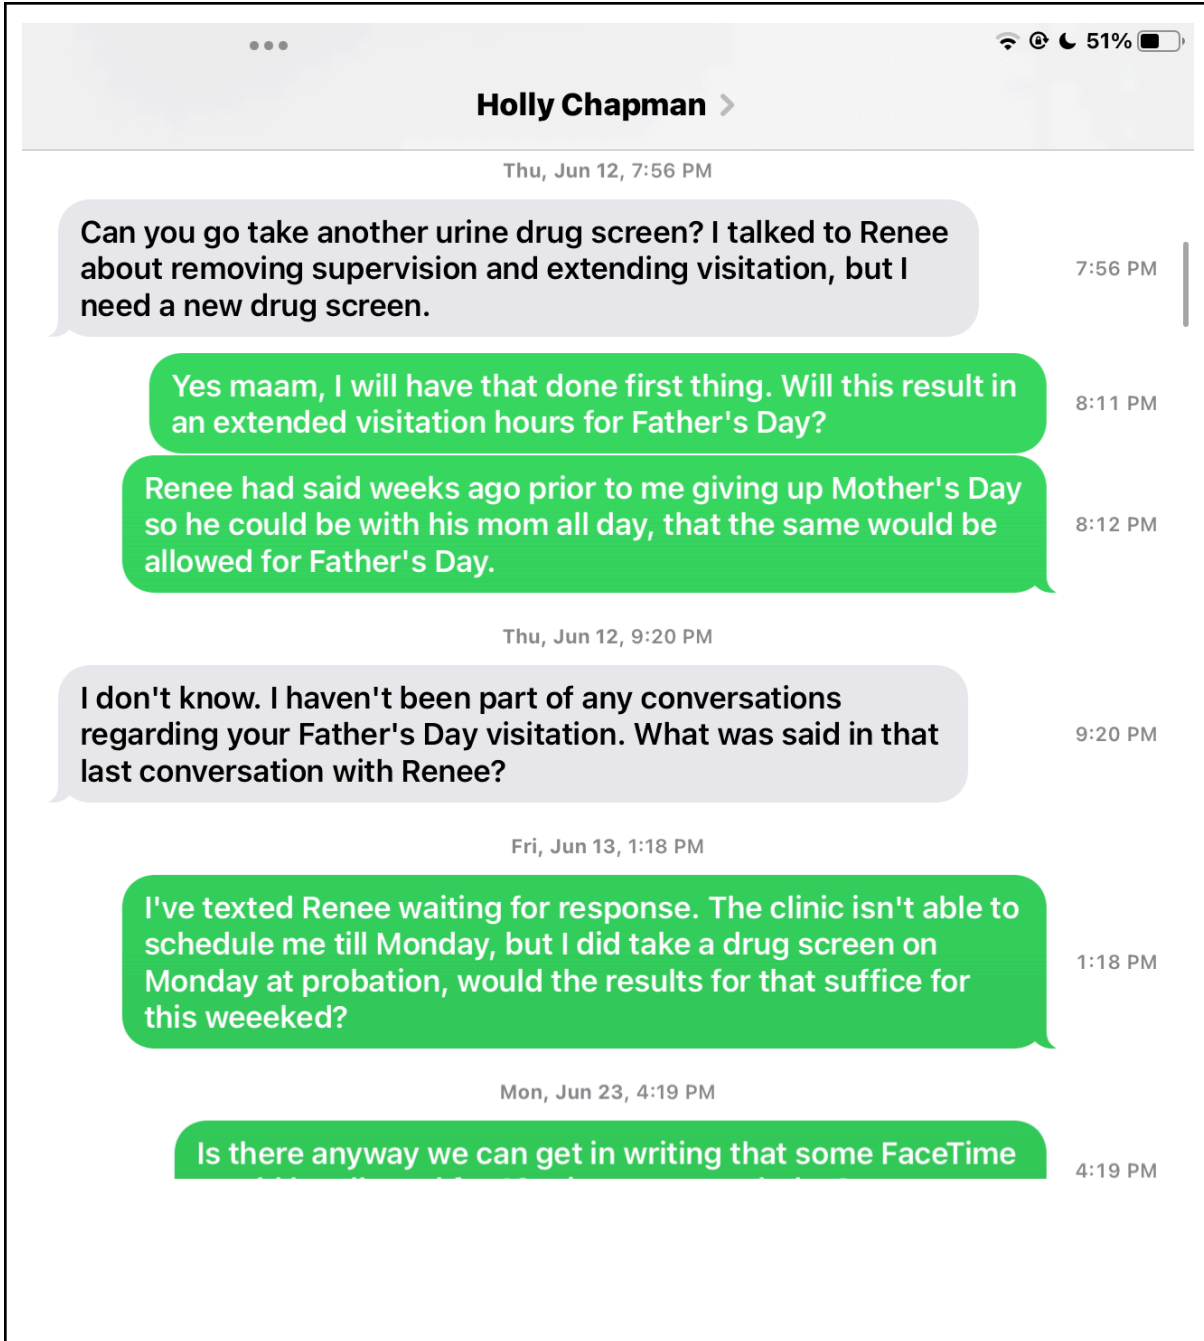 51%
Holly Chapman
Thu, Jun 12, 7:56 PM
Can you go take another urine drug screen? I talked to Renee
about removing supervision and extending visitation, but I
need a new drug screen.
7:56 PM
Yes maam, I will have that done first thing. Will this result in
an extended visitation hours for Father's Day?
8:11 PM
Renee had said weeks ago prior to me giving up Mother's Day
so he could be with his mom all day, that the same would be
allowed for Father's Day.
8:12 PM
Thu, Jun 12, 9:20 PM
I don't know. I haven't been part of any conversations
regarding your Father's Day visitation. What was said in that
last conversation with Renee?
9:20 PM
Fri, Jun 13, 1:18 PM
I've texted Renee waiting for response. The clinic isn't able to
schedule me till Monday, but I did take a drug screen on
Monday at probation, would the results for that suffice for
this weeeked?
1:18 PM
Mon, Jun 23, 4:19 PM
Is there anyway we can get in writing that some FaceTime
4:19 PM